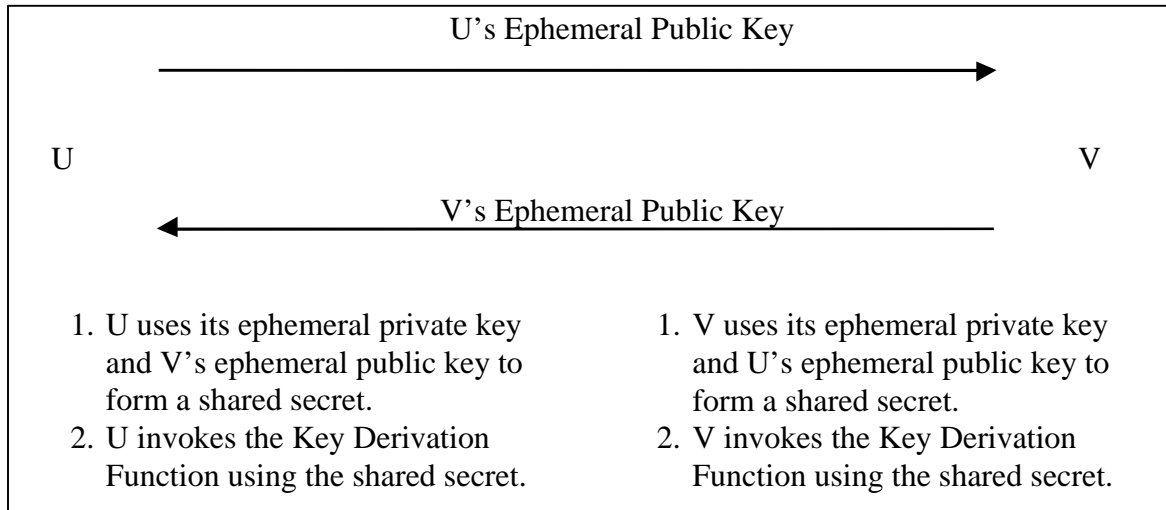 U’s Ephemeral Public Key
U
V
V’s Ephemeral Public Key
1. U uses its ephemeral private key
and V’s ephemeral public key to
form a shared secret.
2. U invokes the Key Derivation
Function using the shared secret.
1. V uses its ephemeral private key
and U’s ephemeral public key to
form a shared secret.
2. V invokes the Key Derivation
Function using the shared secret.